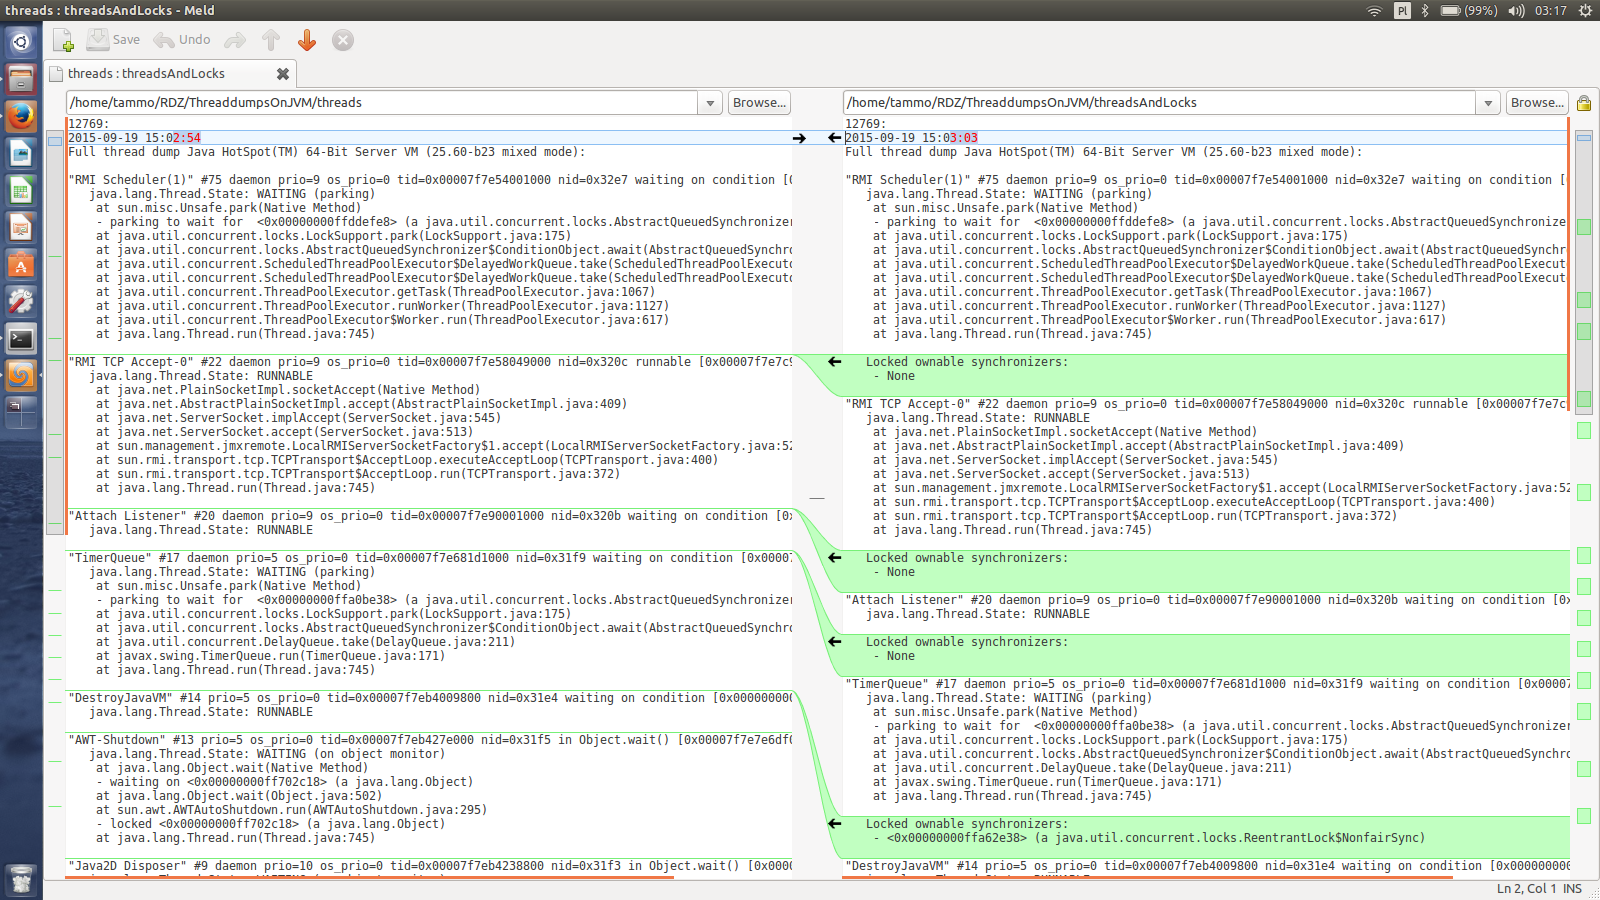 threads : threadsAndLocks - Meld
Pl
(99%)
03:17
Save
Undo
threads : threadsAndLocks
/home/tammo/RDZ/ThreaddumpsOnJVM/threads
Browse...
/home/tammo/RDZ/ThreaddumpsOnJVM/threadsAndLocks
Browse...
12769:
2015-09-19 15:02:54
Full thread dump Java HotSpot(TM) 64-Bit Server VM (25.60-b23 mixed mode):
"RMI Scheduler(1)" #75 daemon prio=9 os_prio=0 tid=0x00007f7e54001000 nid=0x32e7 waiting on condition [0
java.lang.Thread.State: WAITING (parking)
at sun.misc.Unsafe.park(Native Method)
- parking to wait for  <0x00000000ffddefe8> (a java.util.concurrent.locks.AbstractQueuedSynchronizer
at java.util.concurrent.locks.LockSupport.park(LockSupport.java:175)
at java.util.concurrent.locks.AbstractQueuedSynchronizer$ConditionObject.await(AbstractQueuedSynchro
at java.util.concurrent.ScheduledThreadPoolExecutor$DelayedWorkQueue.take(ScheduledThreadPoolExecuto
at java.util.concurrent.ScheduledThreadPoolExecutor$DelayedWorkQueue.take(ScheduledThreadPoolExecuto
at java.util.concurrent.ThreadPoolExecutor.getTask(ThreadPoolExecutor.java:1067)
at java.util.concurrent.ThreadPoolExecutor.runWorker(ThreadPoolExecutor.java:1127)
at java.util.concurrent.ThreadPoolExecutor$Worker.run(ThreadPoolExecutor.java:617)
at java.lang.Thread.run(Thread.java:745)
"RMI TCP Accept-0" #22 daemon prio=9 os_prio=0 tid=0x00007f7e58049000 nid=0x320c runnable [0x00007f7e7c9
java.lang.Thread.State: RUNNABLE
at java.net.PlainSocketImpl.socketAccept(Native Method)
at java.net.AbstractPlainSocketImpl.accept(AbstractPlainSocketImpl.java:409)
at java.net.ServerSocket.implAccept(ServerSocket.java:545)
at java.net.ServerSocket.accept(ServerSocket.java:513)
at sun.management.jmxremote.LocalRMIServerSocketFactory$1.accept(LocalRMIServerSocketFactory.java:52
at sun.rmi.transport.tcp.TCPTransport$AcceptLoop.executeAcceptLoop(TCPTransport.java:400)
at sun.rmi.transport.tcp.TCPTransport$AcceptLoop.run(TCPTransport.java:372)
at java.lang.Thread.run(Thread.java:745)
"Attach Listener" #20 daemon prio=9 os_prio=0 tid=0x00007f7e90001000 nid=0x320b waiting on condition [0x
java.lang.Thread.State: RUNNABLE
"TimerQueue" #17 daemon prio=5 os_prio=0 tid=0x00007f7e681d1000 nid=0x31f9 waiting on condition [0x00007
java.lang.Thread.State: WAITING (parking)
at sun.misc.Unsafe.park(Native Method)
- parking to wait for  <0x00000000ffa0be38> (a java.util.concurrent.locks.AbstractQueuedSynchronizer
at java.util.concurrent.locks.LockSupport.park(LockSupport.java:175)
at java.util.concurrent.locks.AbstractQueuedSynchronizer$ConditionObject.await(AbstractQueuedSynchro
at java.util.concurrent.DelayQueue.take(DelayQueue.java:211)
at javax.swing.TimerQueue.run(TimerQueue.java:171)
at java.lang.Thread.run(Thread.java:745)
"DestroyJavaVM" #14 prio=5 os_prio=0 tid=0x00007f7eb4009800 nid=0x31e4 waiting on condition [0x000000000
java.lang.Thread.State: RUNNABLE
"AWT-Shutdown" #13 prio=5 os_prio=0 tid=0x00007f7eb427e000 nid=0x31f5 in Object.wait() [0x00007f7e7e6df0
java.lang.Thread.State: WAITING (on object monitor)
at java.lang.Object.wait(Native Method)
- waiting on <0x00000000ff702c18> (a java.lang.Object)
at java.lang.Object.wait(Object.java:502)
at sun.awt.AWTAutoShutdown.run(AWTAutoShutdown.java:295)
- locked <0x00000000ff702c18> (a java.lang.Object)
at java.lang.Thread.run(Thread.java:745)
"Java2D Disposer" #9 daemon prio=10 os_prio=0 tid=0x00007f7eb4238800 nid=0x31f3 in Object.wait() [0x0000
12769:
2015-09-19 15:03:03
Full thread dump Java HotSpot(TM) 64-Bit Server VM (25.60-b23 mixed mode):
"RMI Scheduler(1)" #75 daemon prio=9 os_prio=0 tid=0x00007f7e54001000 nid=0x32e7 waiting on condition [
java.lang.Thread.State: WAITING (parking)
at sun.misc.Unsafe.park(Native Method)
- parking to wait for  <0x00000000ffddefe8> (a java.util.concurrent.locks.AbstractQueuedSynchronizer
at java.util.concurrent.locks.LockSupport.park(LockSupport.java:175)
at java.util.concurrent.locks.AbstractQueuedSynchronizer$ConditionObject.await(AbstractQueuedSynchr
at java.util.concurrent.ScheduledThreadPoolExecutor$DelayedWorkQueue.take(ScheduledThreadPoolExecut
at java.util.concurrent.ScheduledThreadPoolExecutor$DelayedWorkQueue.take(ScheduledThreadPoolExecut
at java.util.concurrent.ThreadPoolExecutor.getTask(ThreadPoolExecutor.java:1067)
at java.util.concurrent.ThreadPoolExecutor.runWorker(ThreadPoolExecutor.java:1127)
at java.util.concurrent.ThreadPoolExecutor$Worker.run(ThreadPoolExecutor.java:617)
at java.lang.Thread.run(Thread.java:745)
Locked ownable synchronizers:
- None
"RMI TCP Accept-0" #22 daemon prio=9 os_prio=0 tid=0x00007f7e58049000 nid=0x320c runnable [0x00007f7e7c
java.lang.Thread.State: RUNNABLE
at java.net.PlainSocketImpl.socketAccept(Native Method)
at java.net.AbstractPlainSocketImpl.accept(AbstractPlainSocketImpl.java:409)
at java.net.ServerSocket.implAccept(ServerSocket.java:545)
at java.net.ServerSocket.accept(ServerSocket.java:513)
at sun.management.jmxremote.LocalRMIServerSocketFactory$1.accept(LocalRMIServerSocketFactory.java:52
at sun.rmi.transport.tcp.TCPTransport$AcceptLoop.executeAcceptLoop(TCPTransport.java:400)
at sun.rmi.transport.tcp.TCPTransport$AcceptLoop.run(TCPTransport.java:372)
at java.lang.Thread.run(Thread.java:745)
Locked ownable synchronizers:
- None
"Attach Listener" #20 daemon prio=9 os_prio=0 tid=0x00007f7e90001000 nid=0x320b waiting on condition [0x
java.lang.Thread.State: RUNNABLE
Locked ownable synchronizers:
- None
"TimerQueue" #17 daemon prio=5 os_prio=0 tid=0x00007f7e681d1000 nid=0x31f9 waiting on condition [0x00007
java.lang.Thread.State: WAITING (parking)
at sun.misc.Unsafe.park(Native Method)
- parking to wait for  <0x00000000ffa0be38> (a java.util.concurrent.locks.AbstractQueuedSynchronizer
at java.util.concurrent.locks.LockSupport.park(LockSupport.java:175)
at java.util.concurrent.locks.AbstractQueuedSynchronizer$ConditionObject.await(AbstractQueuedSynchro
at java.util.concurrent.DelayQueue.take(DelayQueue.java:211)
at javax.swing.TimerQueue.run(TimerQueue.java:171)
at java.lang.Thread.run(Thread.java:745)
Locked ownable synchronizers:
- <0x00000000ffa62e38> (a java.util.concurrent.locks.ReentrantLock$NonfairSync)
"DestroyJavaVM" #14 prio=5 os_prio=0 tid=0x00007f7eb4009800 nid=0x31e4 waiting on condition [0x000000000
Ln 2, Col 1
INS